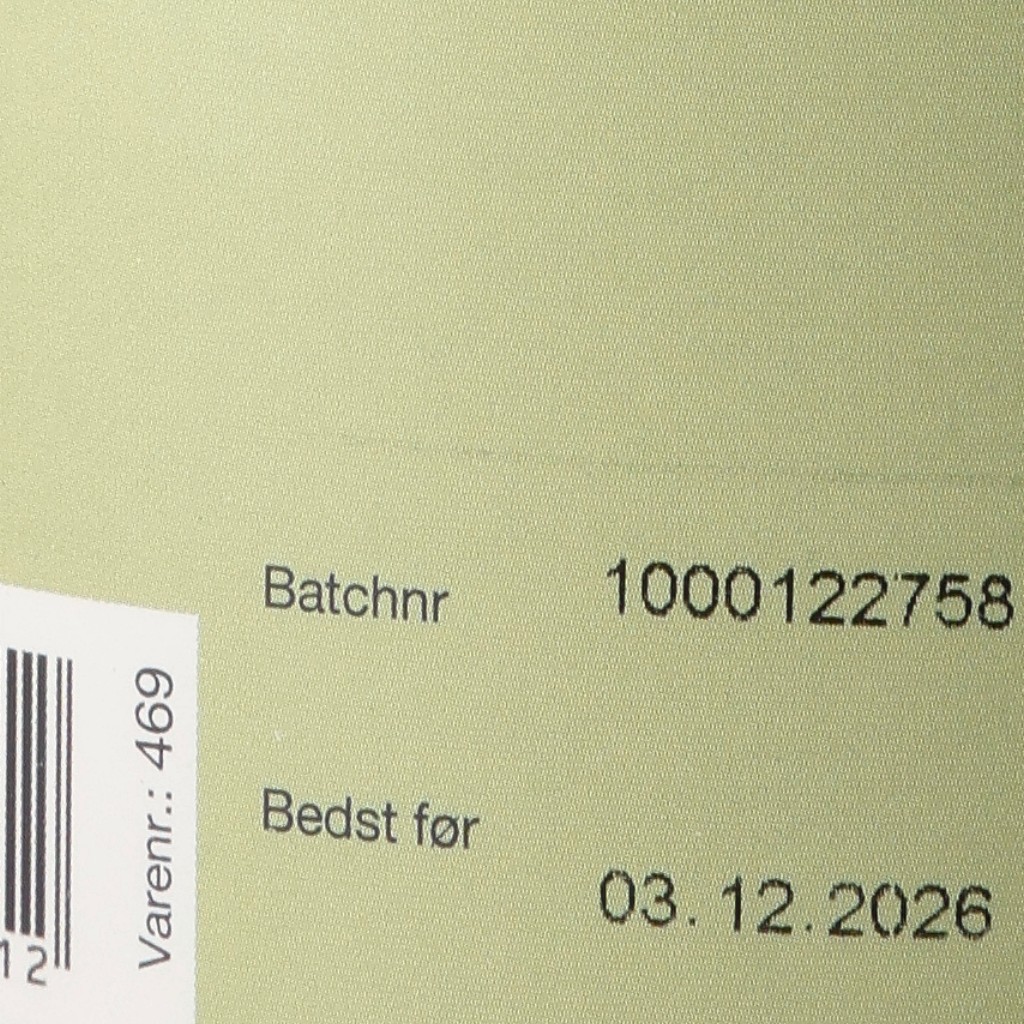 Batchnr 1000122758
Bedst før
03.12.2026
Varenr.: 469
12